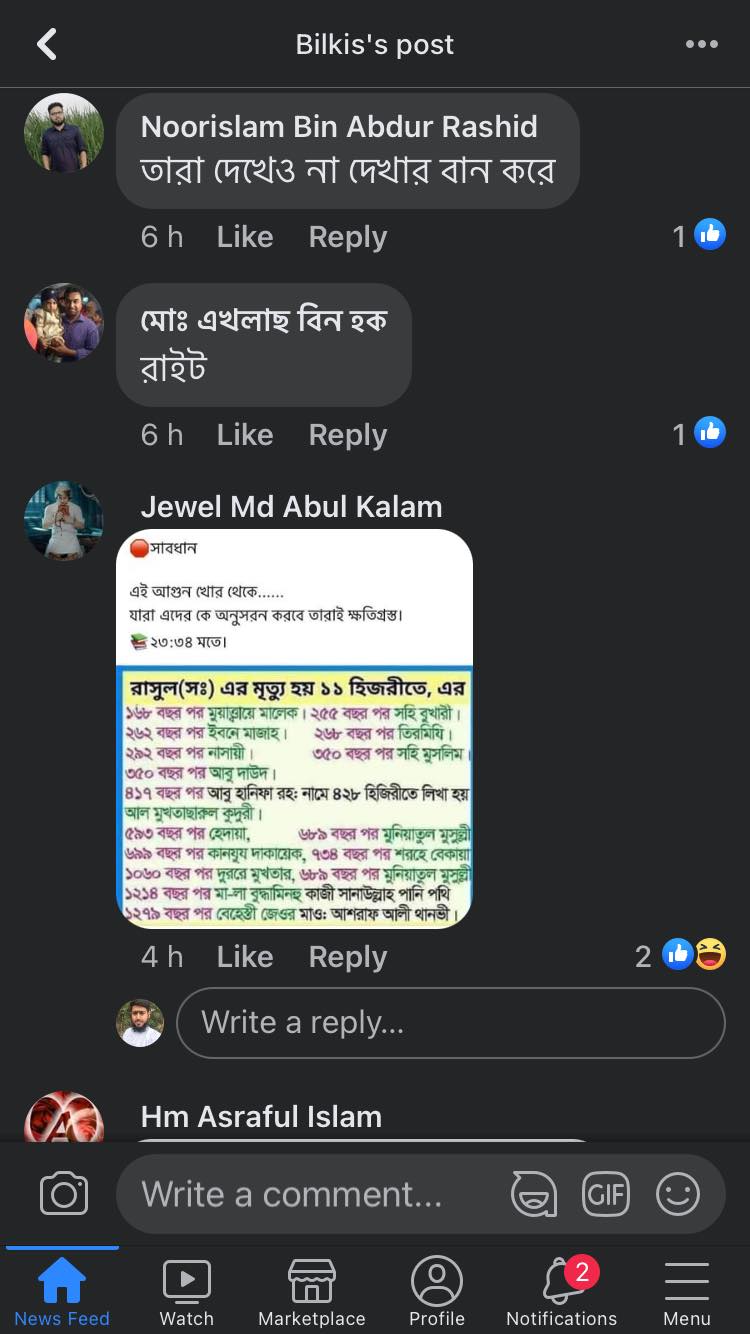 Bilkis's post
Noorislam Bin Abdur Rashid
তারা দেখেও না দেখার বান করে
6 h Like Reply 1
মোঃ এখলাছ বিন হক
রাইট
6 h Like Reply 1
Jewel Md Abul Kalam
সাবধান
এই আগুন খোর থেকে......
যারা এদের কে অনুসরন করবে তারাই ক্ষতিগ্রস্ত।
২৩:৩৪ মতে।
রাসুল(সঃ) এর মৃত্যু হয় ১১ হিজরীতে, এর
১৬৮ বছর পর মুয়াত্তায়ে মালেক। ২৫৫ বছর পর সহি বুখারী।
২৬২ বছর পর ইবনে মাজাহ। ২৬৮ বছর পর তিরমিযি।
২৯২ বছর পর নাসায়ী। ৩৫০ বছর পর সহি মুসলিম।
৩৫০ বছর পর আবু দাউদ।
৪১৭ বছর পর আবু হানিফা রহ: নামে ৪২৮ হিজিরীতে লিখা হয়
আল মুখতাছারুল কুদুরী।
৫৯৩ বছর পর হেদায়া, ৬৮৯ বছর পর মুনিয়াতুল মুসুল্লী
৬৯৯ বছর পর কানযুয দাকায়েক, ৭৩৪ বছর পর শরহে বেকায়া
১০৬০ বছর পর দুররে মুখতার, ৬৮৯ বছর পর মুনিয়াতুল মুসুল্লী
১২১৪ বছর পর মা-লা বুদ্ধামিনহু কাজী সানাউল্লাহ পানি পথি
১২৭৯ বছর পর বেহেস্তী জেওর মাও: আশরাফ আলী থানভী।
4 h Like Reply 2
Write a reply...
Hm Asraful Islam
Write a comment... GIF
2
News Feed Watch Marketplace Profile Notifications Menu